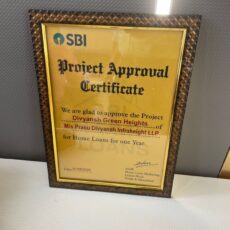 SBI
Project Approval
Certificate
We are glad to approve the Project
Divyansh Green Heights of
M/s Prasu Divyansh Infraheight LLP
for Home Loans for one Year.